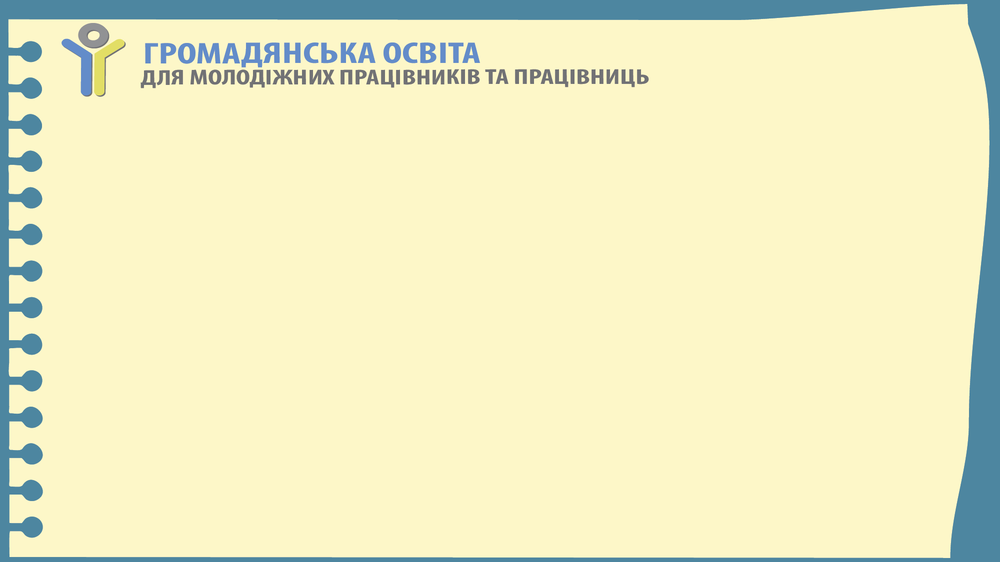 ГРОМАДЯНСЬКА ОСВІТА
ДЛЯ МОЛОДІЖНИХ ПРАЦІВНИКІВ ТА ПРАЦІВНИЦЬ